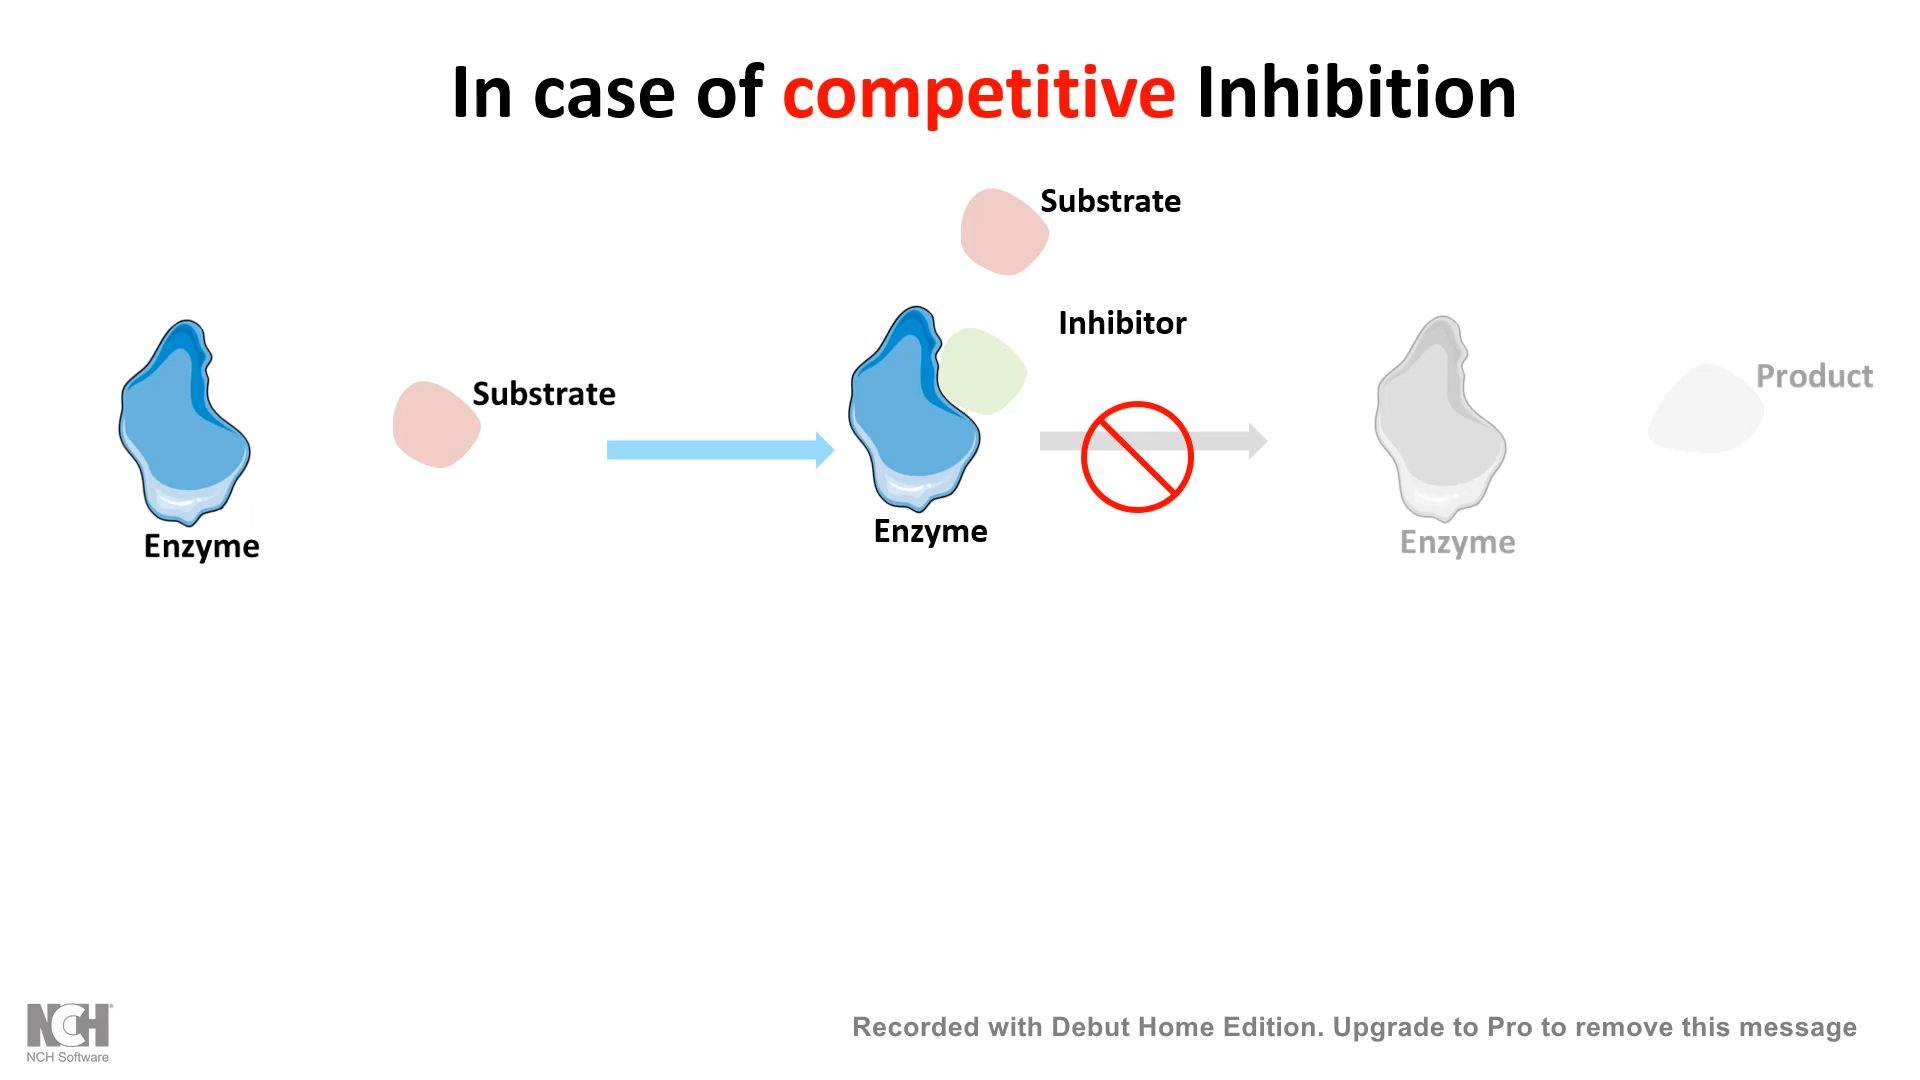 In case of competitive Inhibition
Substrate
Inhibitor
Substrate
Product
Enzyme
Enzyme
Enzyme
NCH
NCH Software
Recorded with Debut Home Edition. Upgrade to Pro to remove this message